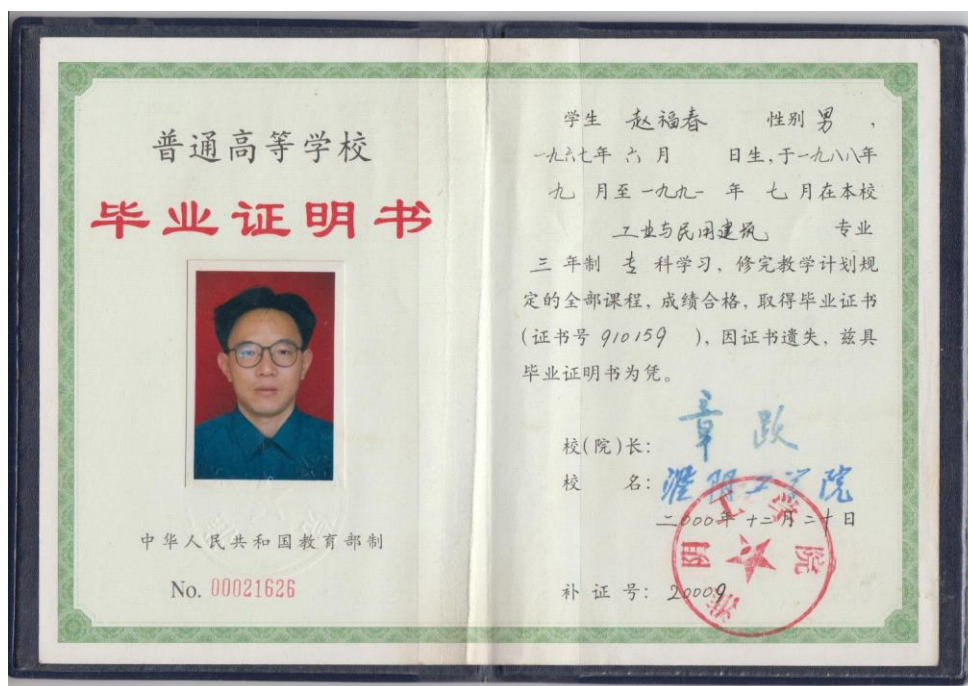 普通高等学校
毕业证明书
中华人民共和国教育部制
No. 00021626
学生 赵福春 性别 男 ，
一九六七年 六 月 日生，于一九八八年
九 月至 一九九一 年 七 月在本校
工业与民用建筑 专业
三 年制 专 科学习，修完教学计划规
定的全部课程，成绩合格，取得毕业证书
(证书号 910159 )，因证书遗失，兹具
毕业证明书为凭。
校(院)长： 章跃
校 名： 淮阴工学院
二000年 十二月 二十日
补 证 号： 20009
淮阴工学院